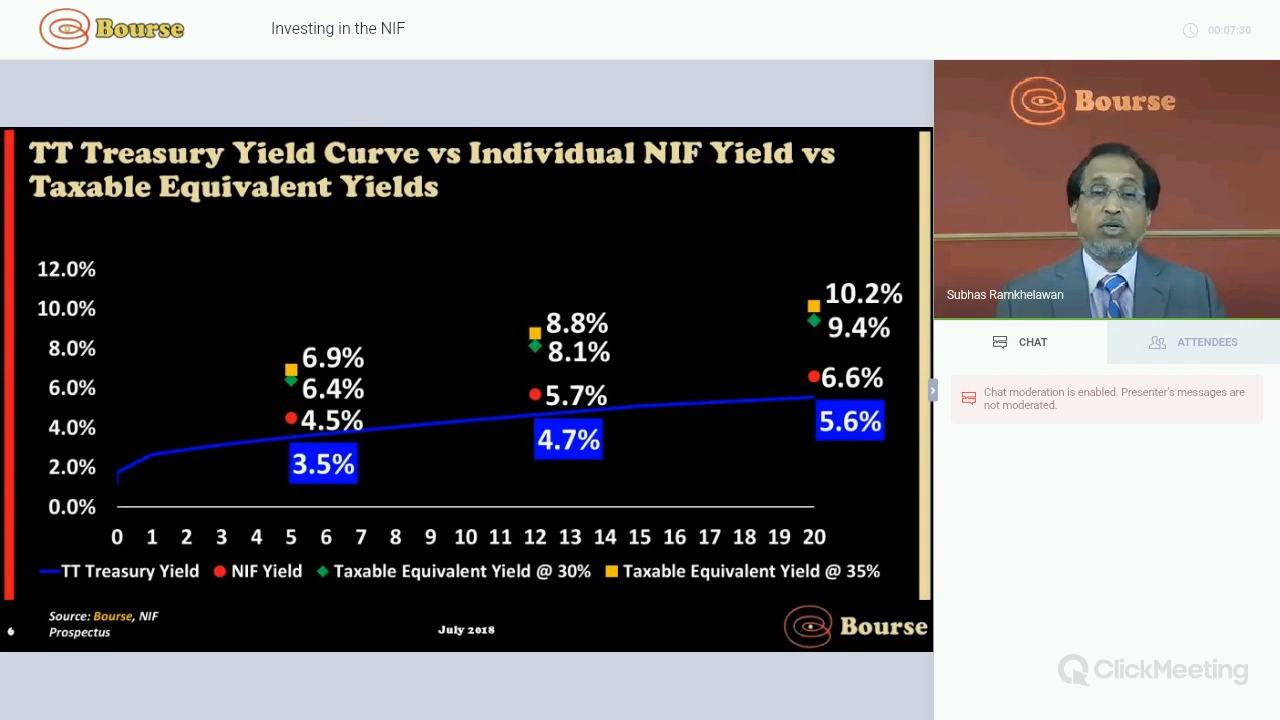 Bourse
Investing in the NIF
00:07:30
TT Treasury Yield Curve vs Individual NIF Yield vs
Taxable Equivalent Yields
12.0%
10.0%
8.0%
6.0%
4.0%
2.0%
0.0%
6.9%
6.4%
4.5%
3.5%
8.8%
8.1%
5.7%
4.7%
10.2%
9.4%
6.6%
5.6%
0 1 2 3 4 5 6 7 8 9 10 11 12 13 14 15 16 17 18 19 20
TT Treasury Yield NIF Yield Taxable Equivalent Yield @ 30% Taxable Equivalent Yield @ 35%
Source: Bourse, NIF
Prospectus
6
July 2018
Bourse
Bourse
Subhas Ramkhelawan
CHAT
ATTENDEES
Chat moderation is enabled. Presenter's messages are
not moderated.
ClickMeeting